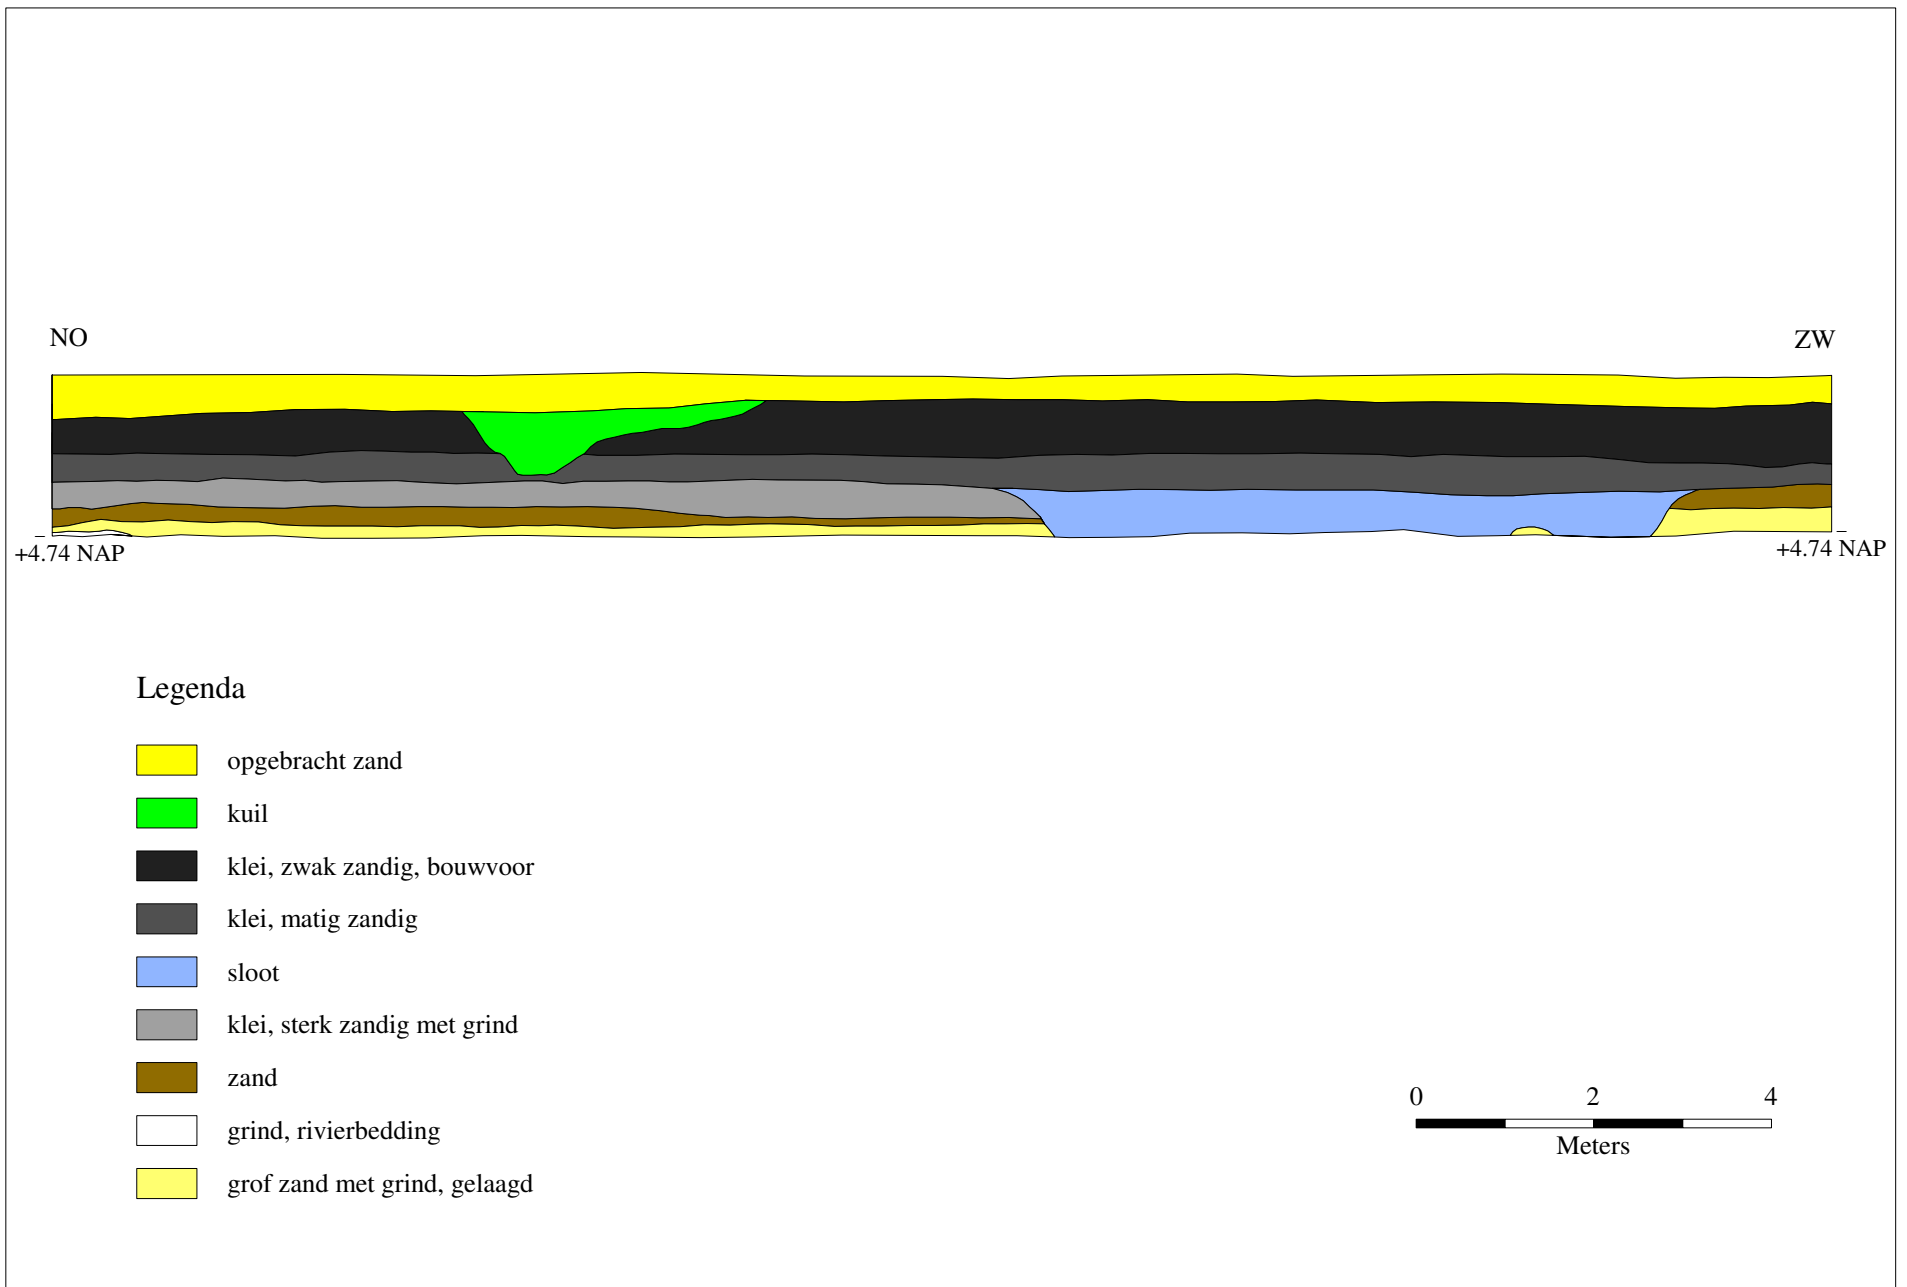 NO
ZW
+4.74 NAP
+4.74 NAP
Legenda
opgebracht zand
kuil
klei, zwak zandig, bouwvoor
klei, matig zandig
sloot
klei, sterk zandig met grind
zand
grind, rivierbedding
grof zand met grind, gelaagd
0 2 4
Meters